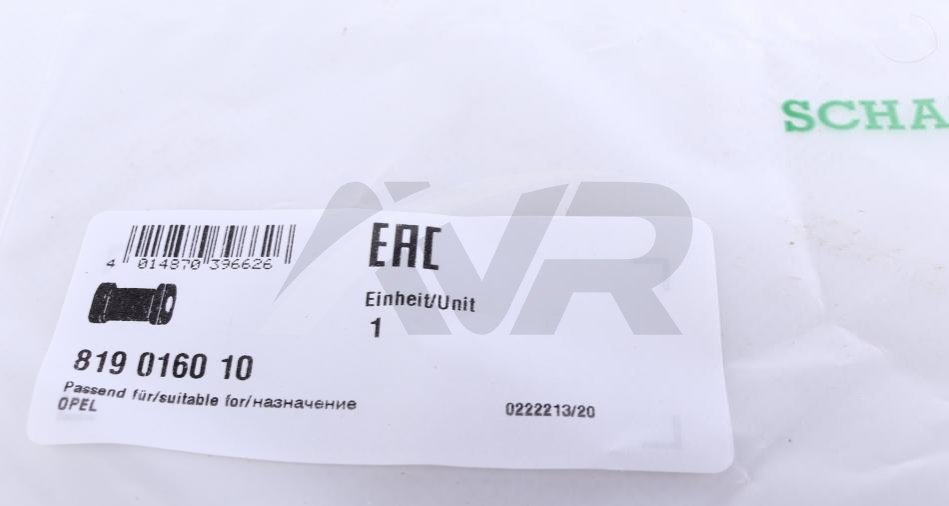 SCHA
4 014870 396626
EAC
Einheit/Unit
1
819 0160 10
Passend für/suitable for/назначение
OPEL
0222213/20
AVR